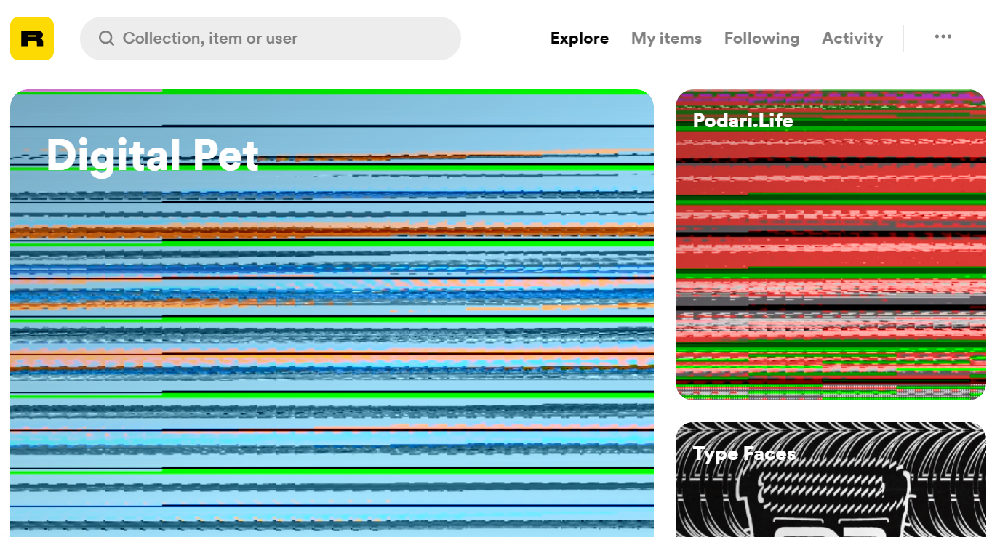 R
Collection, item or user
Explore
My items
Following
Activity
Digital Pet
Podari.Life
Type Faces